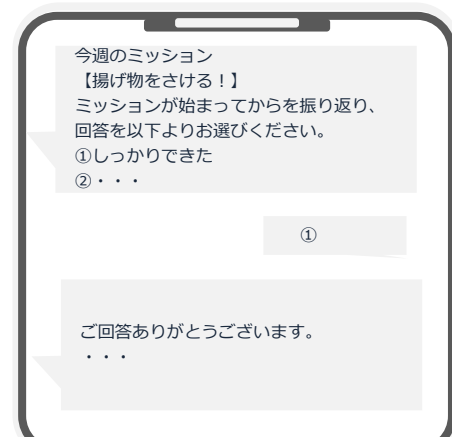 今週のミッション
【揚げ物をさける！】
ミッションが始まってからを振り返り、
回答を以下よりお選びください。
①しっかりできた
②・・・
①
ご回答ありがとうございます。
・・・